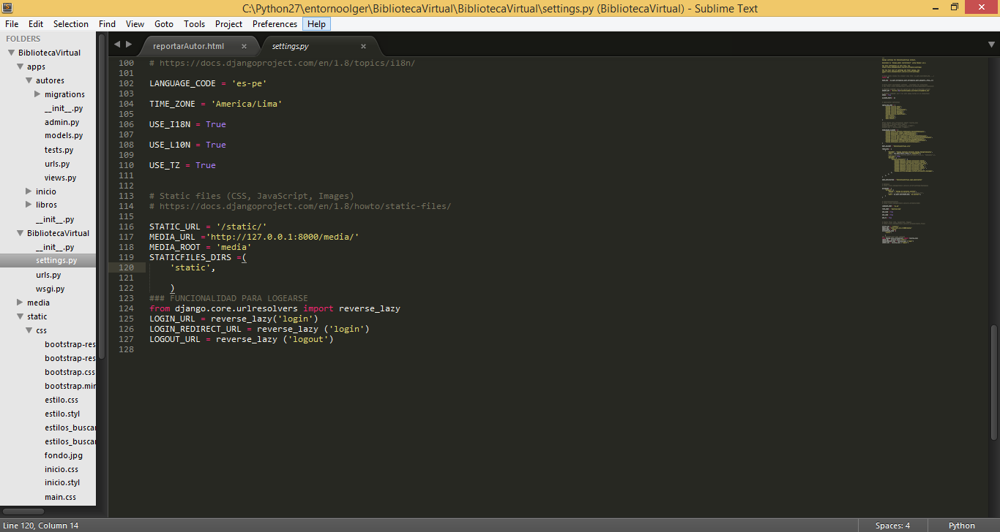 C:\Python27\entornoolger\BibliotecaVirtual\BibliotecaVirtual\settings.py (BibliotecaVirtual) - Sublime Text
File Edit Selection Find View Goto Tools Project Preferences Help
FOLDERS
BibliotecaVirtual
apps
autores
migrations
__init__.py
admin.py
models.py
tests.py
urls.py
views.py
inicio
libros
__init__.py
BibliotecaVirtual
__init__.py
settings.py
urls.py
wsgi.py
media
static
css
bootstrap-res
bootstrap-res
bootstrap.css
bootstrap.min
estilo.css
estilo.styl
estilos_buscar
estilos_buscar
fondo.jpg
inicio.css
inicio.styl
main.css
reportarAutor.html
settings.py
100 # https://docs.djangoproject.com/en/1.8/topics/i18n/
101
102 LANGUAGE_CODE = 'es-pe'
103
104 TIME_ZONE = 'America/Lima'
105
106 USE_I18N = True
107
108 USE_L10N = True
109
110 USE_TZ = True
111
112
113 # Static files (CSS, JavaScript, Images)
114 # https://docs.djangoproject.com/en/1.8/howto/static-files/
115
116 STATIC_URL = '/static/'
117 MEDIA_URL ='http://127.0.0.1:8000/media/'
118 MEDIA_ROOT = 'media'
119 STATICFILES_DIRS =(
120 'static',
121
122 )
123 ### FUNCIONALIDAD PARA LOGEARSE
124 from django.core.urlresolvers import reverse_lazy
125 LOGIN_URL = reverse_lazy('login')
126 LOGIN_REDIRECT_URL = reverse_lazy ('login')
127 LOGOUT_URL = reverse_lazy ('logout')
128
Line 120, Column 14
Spaces: 4
Python